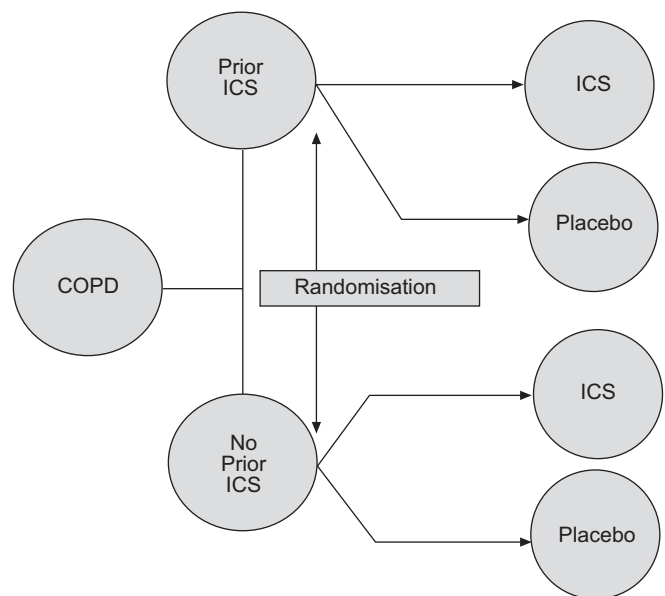 Prior
ICS
ICS
Placebo
COPD
Randomisation
ICS
No
Prior
ICS
Placebo